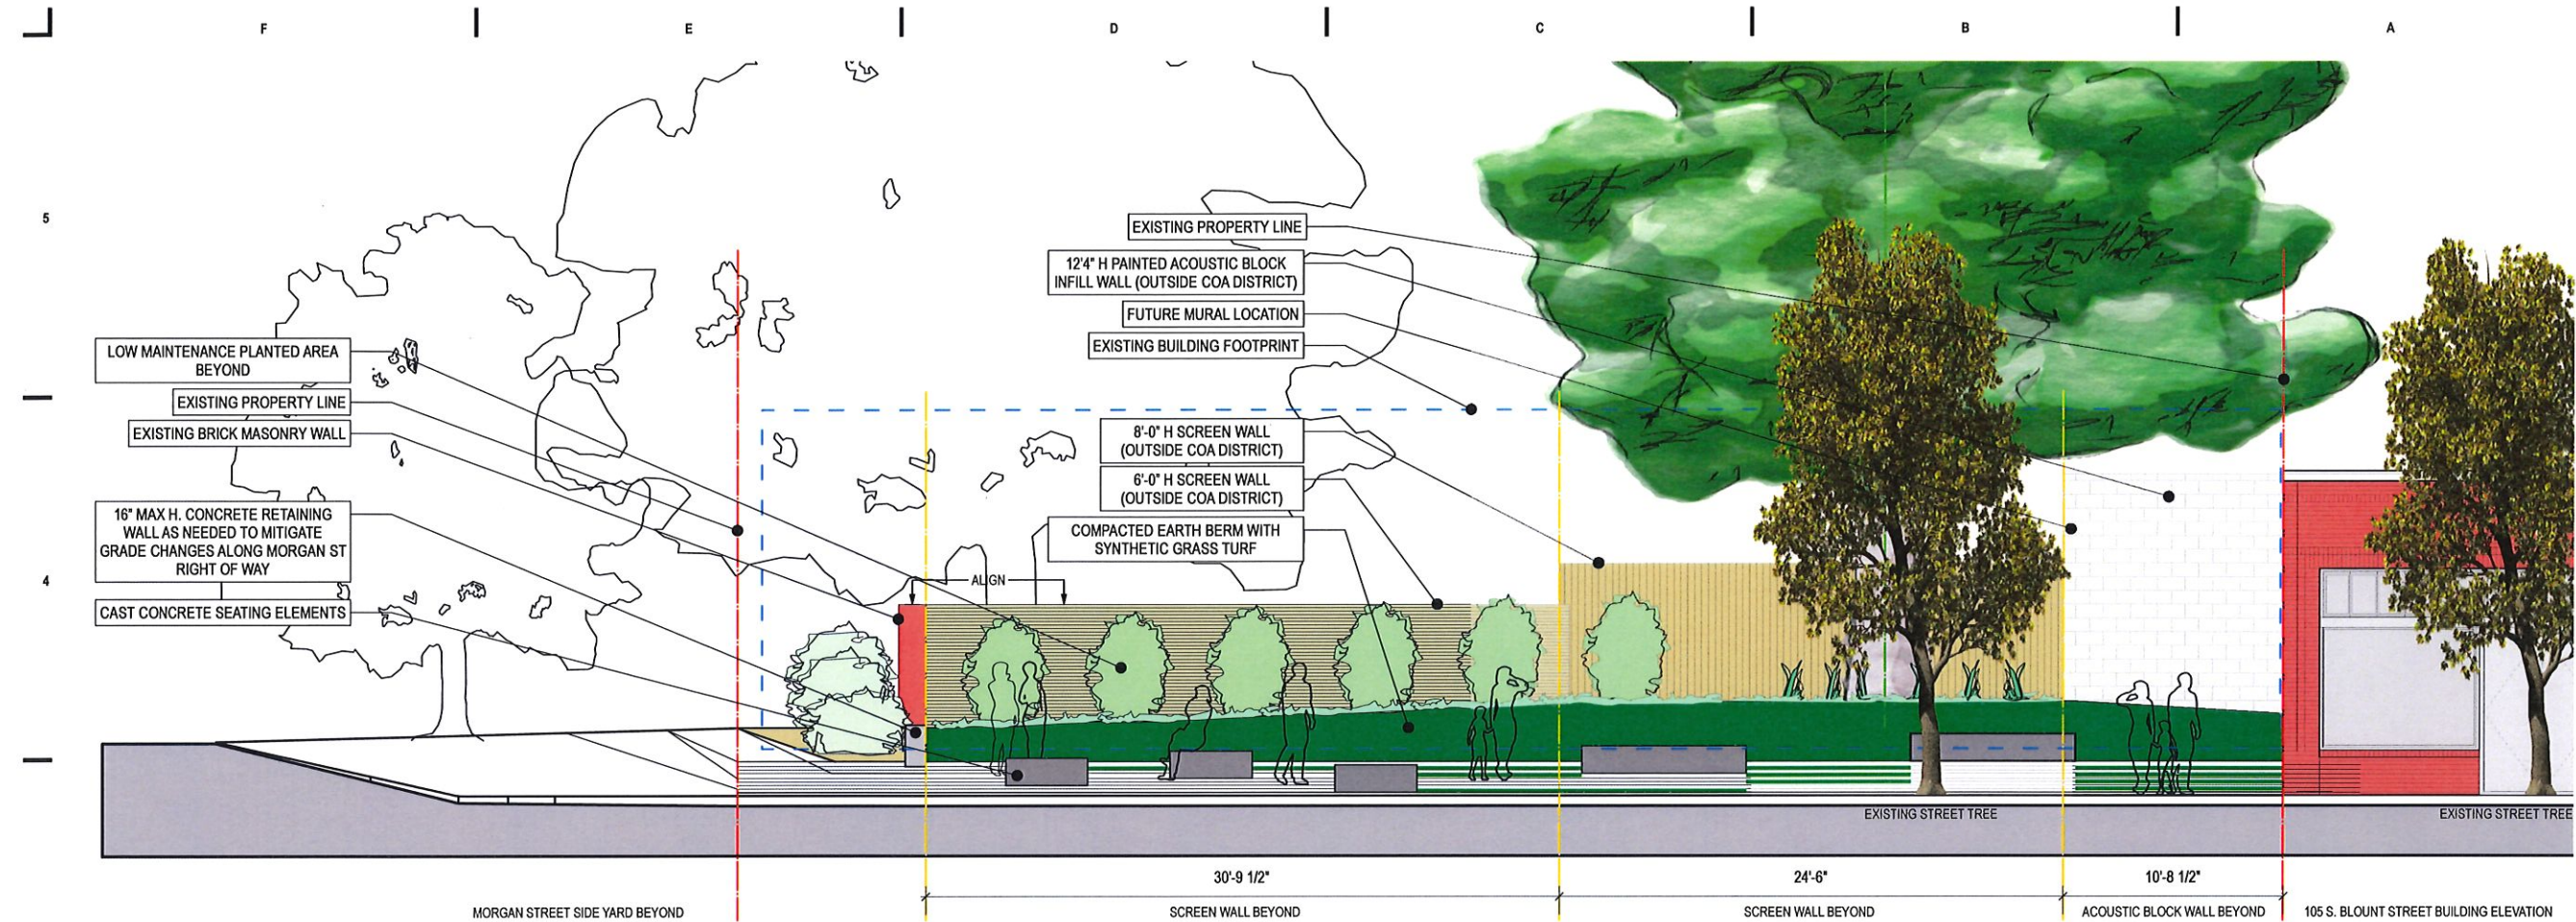 F
E
D
C
B
A
5
4
EXISTING PROPERTY LINE
12'4" H PAINTED ACOUSTIC BLOCK
INFILL WALL (OUTSIDE COA DISTRICT)
FUTURE MURAL LOCATION
EXISTING BUILDING FOOTPRINT
LOW MAINTENANCE PLANTED AREA
BEYOND
EXISTING PROPERTY LINE
EXISTING BRICK MASONRY WALL
8'-0" H SCREEN WALL
(OUTSIDE COA DISTRICT)
6'-0" H SCREEN WALL
(OUTSIDE COA DISTRICT)
COMPACTED EARTH BERM WITH
SYNTHETIC GRASS TURF
16" MAX H. CONCRETE RETAINING
WALL AS NEEDED TO MITIGATE
GRADE CHANGES ALONG MORGAN ST
RIGHT OF WAY
CAST CONCRETE SEATING ELEMENTS
ALIGN
EXISTING STREET TREE
EXISTING STREET TREE
30'-9 1/2"
24'-6"
10'-8 1/2"
MORGAN STREET SIDE YARD BEYOND
SCREEN WALL BEYOND
SCREEN WALL BEYOND
ACOUSTIC BLOCK WALL BEYOND
105 S. BLOUNT STREET BUILDING ELEVATION